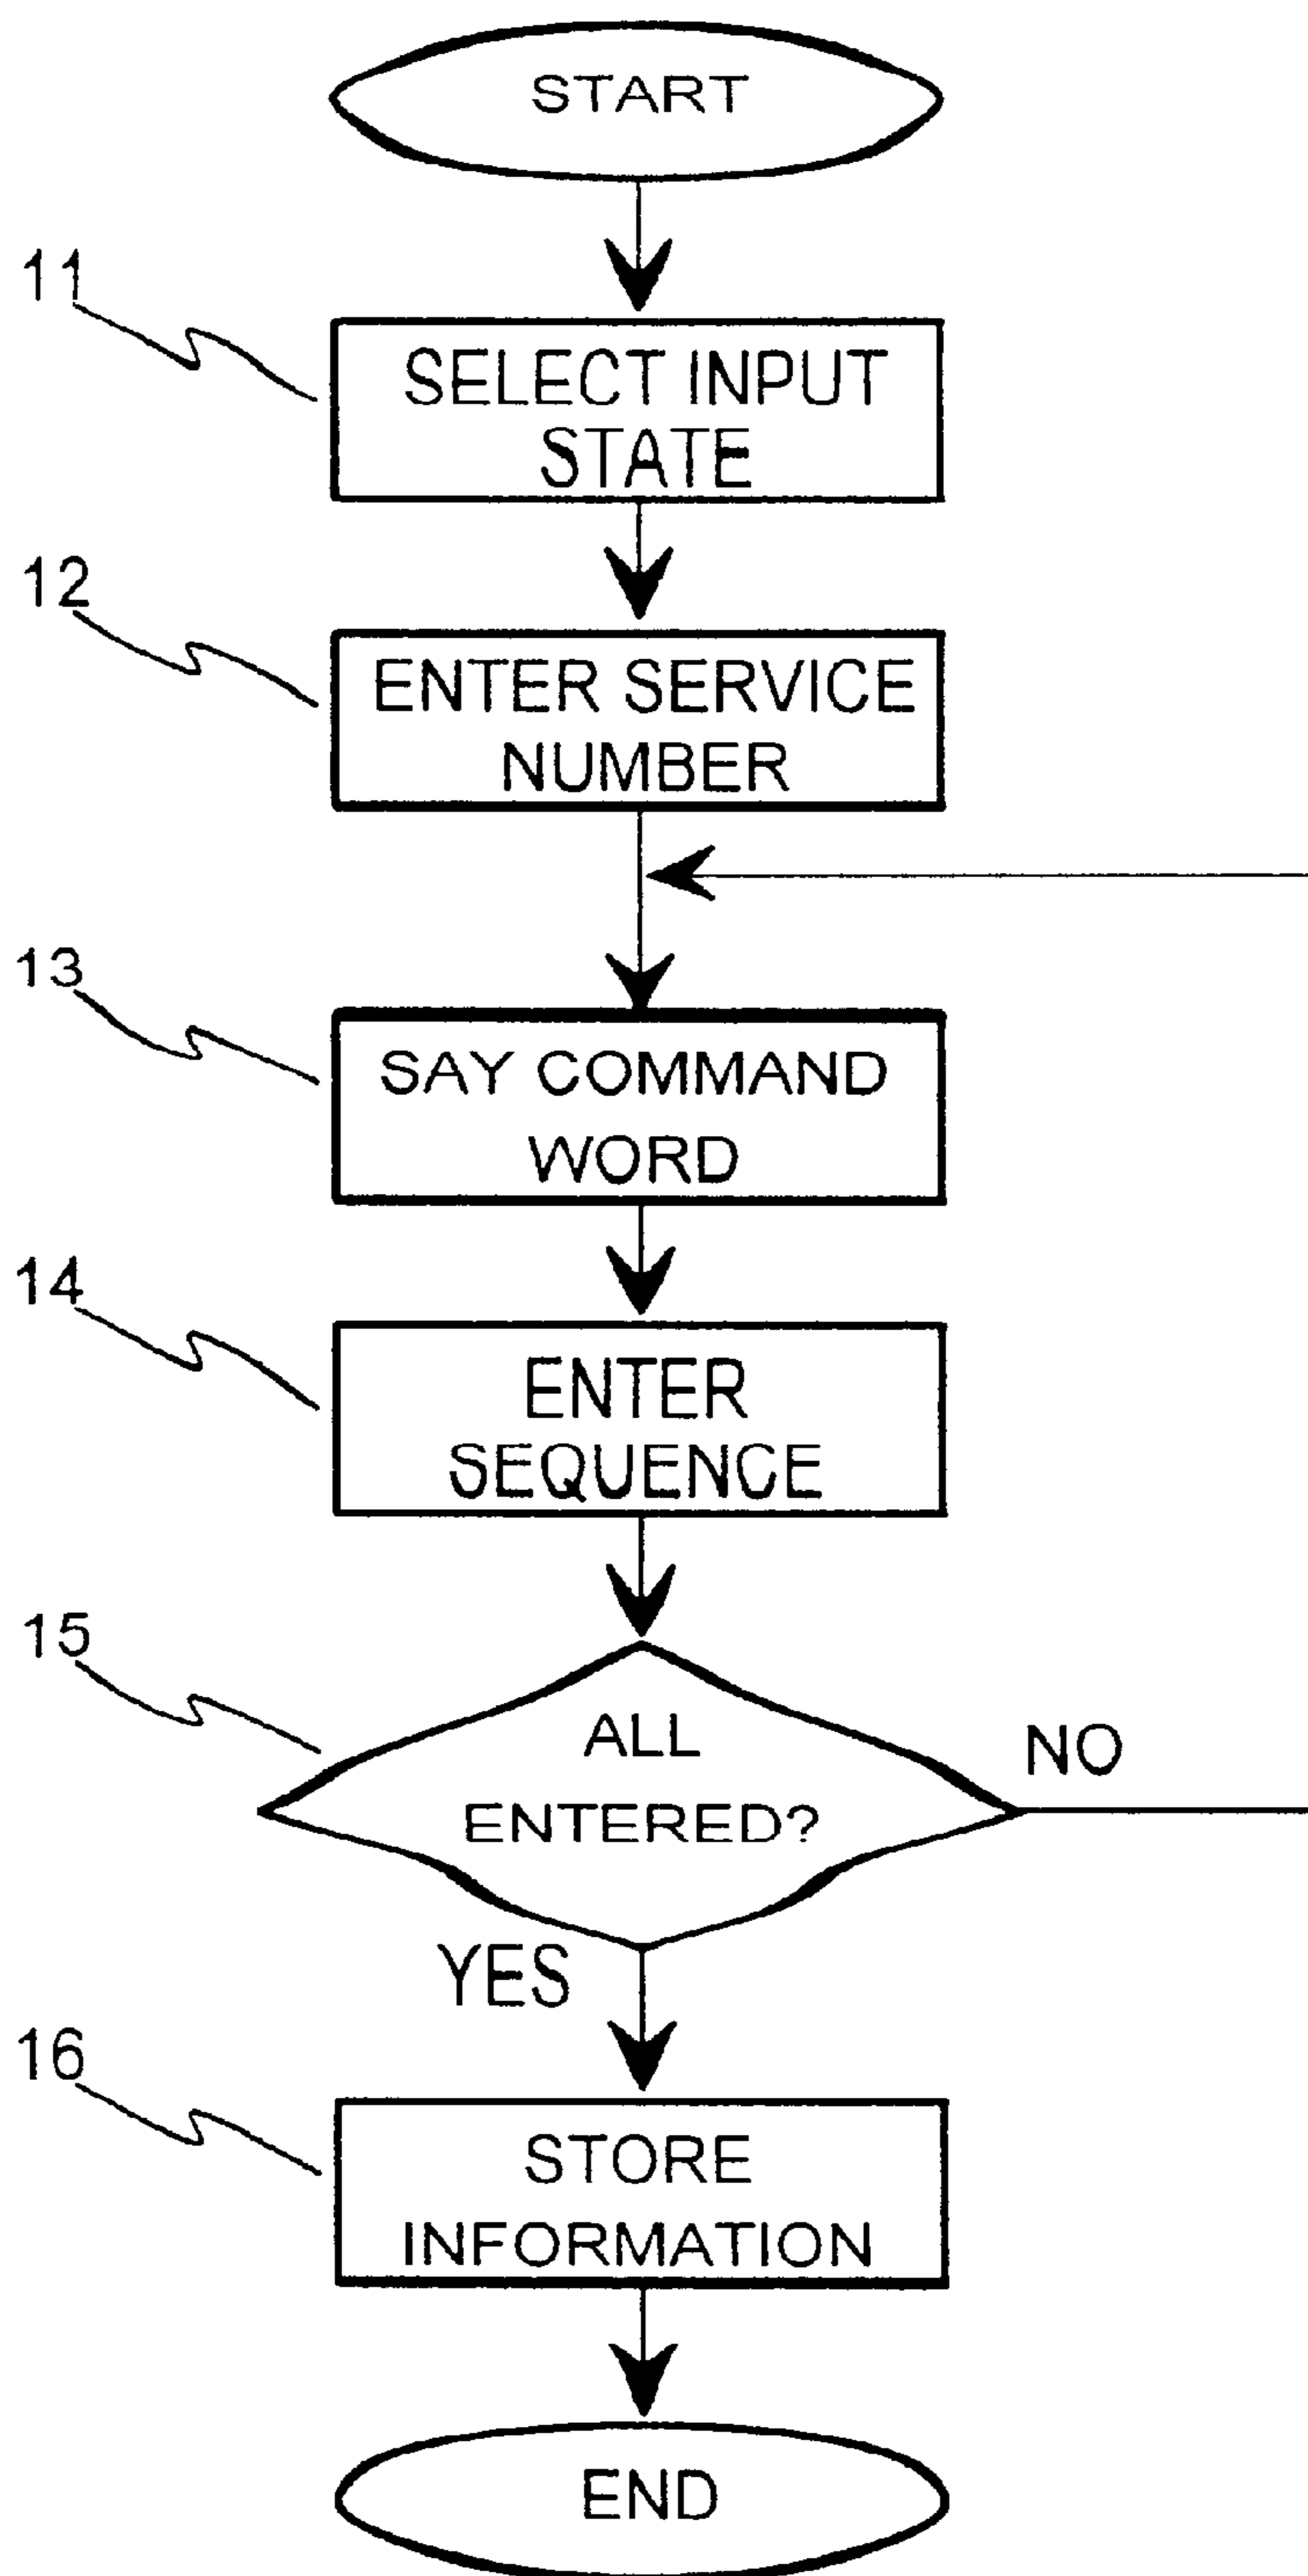 START
11
SELECT INPUT
STATE
12
ENTER SERVICE
NUMBER
13
SAY COMMAND
WORD
14
ENTER
SEQUENCE
15
ALL
ENTERED?
NO
YES
16
STORE
INFORMATION
END